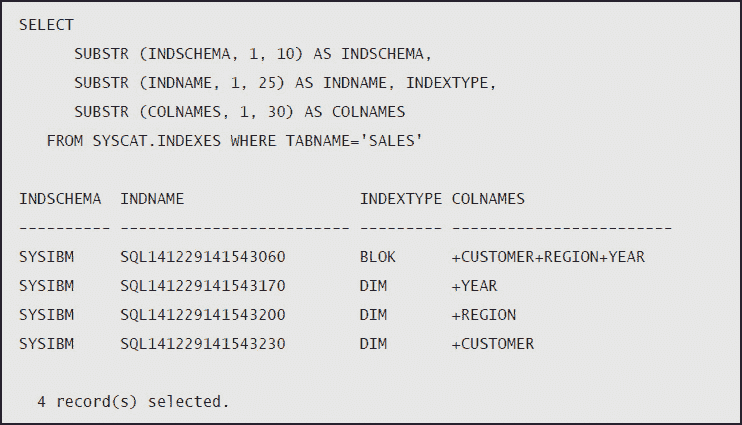 SELECT
      SUBSTR (INDSCHEMA, 1, 10) AS INDSCHEMA,
      SUBSTR (INDNAME, 1, 25) AS INDNAME, INDEXTYPE,
      SUBSTR (COLNAMES, 1, 30) AS COLNAMES
   FROM SYSCAT.INDEXES WHERE TABNAME='SALES'

INDSCHEMA  INDNAME                   INDEXTYPE COLNAMES
---------- ------------------------- --------- ------------------------
SYSIBM     SQL141229141543060        BLOK      +CUSTOMER+REGION+YEAR
SYSIBM     SQL141229141543170        DIM       +YEAR
SYSIBM     SQL141229141543200        DIM       +REGION
SYSIBM     SQL141229141543230        DIM       +CUSTOMER

  4 record(s) selected.